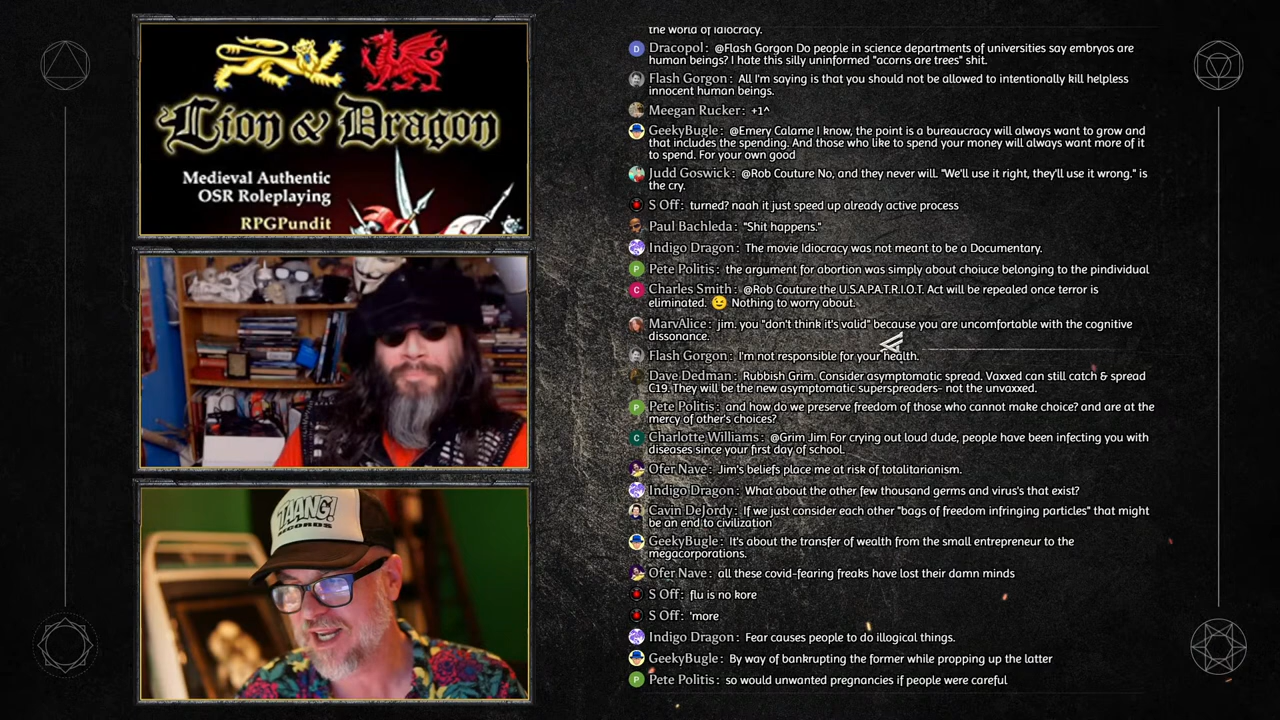 Lion & Dragon
Medieval Authentic
OSR Roleplaying
RPGPundit
TAANG!
RECORDS
the world of Idiocracy.
D
Dracopol: @Flash Gorgon Do people in science departments of universities say embryos are
human beings? I hate this silly uninformed "acorns are trees" shit.
Flash Gorgon: All I'm saying is that you should not be allowed to intentionally kill helpless
innocent human beings.
Meegan Rucker: +1^
GeekyBugle: @Emery Calame I know, the point is a bureaucracy will always want to grow and
that includes the spending. And those who like to spend your money will always want more of it
to spend. For your own good
Judd Goswick: @Rob Couture No, and they never will. "We'll use it right, they'll use it wrong." is
the cry.
S Off: turned? naah it just speed up already active process
Paul Bachleda: "Shit happens."
Indigo Dragon: The movie Idiocracy was not meant to be a Documentary.
P
Pete Politis: the argument for abortion was simply about choiuce belonging to the pindividual
C
Charles Smith: @Rob Couture the U.S.A.P.A.T.R.I.O.T. Act will be repealed once terror is
eliminated. 😉 Nothing to worry about.
MarvAlice: jim. you "don't think it's valid" because you are uncomfortable with the cognitive
dissonance.
Flash Gorgon: I'm not responsible for your health.
Dave Dedman: Rubbish Grim. Consider asymptomatic spread. Vaxxed can still catch & spread
C19. They will be the new asymptomatic superspreaders- not the unvaxxed.
P
Pete Politis: and how do we preserve freedom of those who cannot make choice? and are at the
mercy of other's choices?
C
Charlotte Williams: @Grim Jim For crying out loud dude, people have been infecting you with
diseases since your first day of school.
Ofer Nave: Jim's beliefs place me at risk of totalitarianism.
Indigo Dragon: What about the other few thousand germs and virus's that exist?
Cavin DeJordy: If we just consider each other "bags of freedom infringing particles" that might
be an end to civilization
GeekyBugle: It's about the transfer of wealth from the small entrepreneur to the
megacorporations.
Ofer Nave: all these covid-fearing freaks have lost their damn minds
S Off: flu is no kore
S Off: 'more
Indigo Dragon: Fear causes people to do illogical things.
GeekyBugle: By way of bankrupting the former while propping up the latter
P
Pete Politis: so would unwanted pregnancies if people were careful